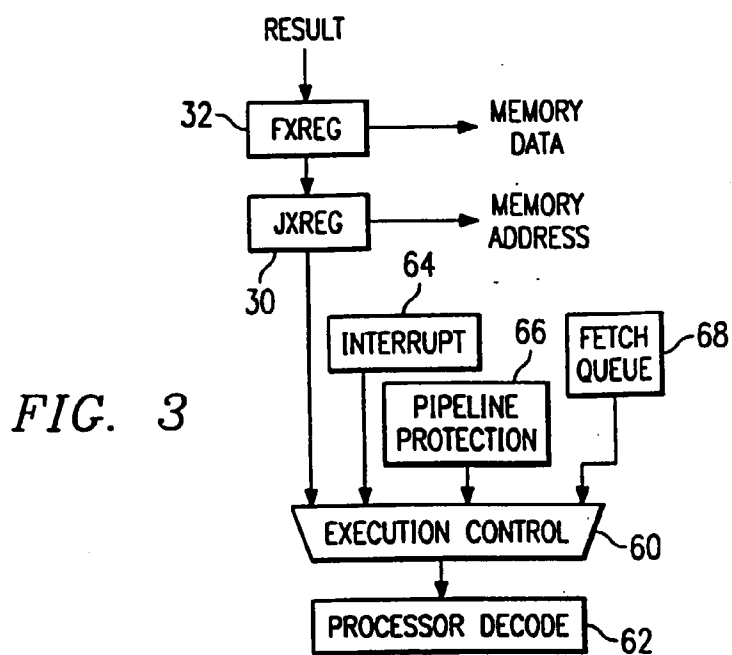 RESULT
32
FXREG
MEMORY
DATA
JXREG
MEMORY
ADDRESS
30
64
INTERRUPT
66
FETCH
QUEUE
68
PIPELINE
PROTECTION
FIG. 3
EXECUTION CONTROL
60
PROCESSOR DECODE
62